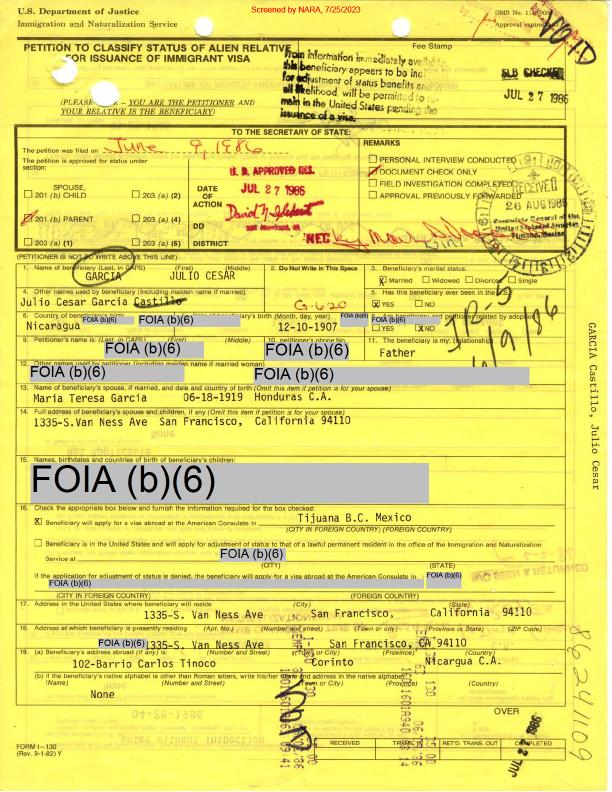 Screened by NARA, 7/25/2023
U.S. Department of Justice
Immigration and Naturalization Service
OMB No.
Approval expires
PETITION TO CLASSIFY STATUS OF ALIEN RELATIVE
FOR ISSUANCE OF IMMIGRANT VISA
Fee Stamp
From information immediately
this beneficiary appears to be
for adjustment of status benefits and
all likelihood will be permitted to re-
main in the United States pending the
issuance of a visa.
SLB CHECKED
JUL 27 1986
(PLEASE – YOU ARE THE PETITIONER AND
YOUR RELATIVE IS THE BENEFICIARY)
TO THE SECRETARY OF STATE:
The petition was filed on June 9, 1986
The petition is approved for status under
section:
SPOUSE,
201 (b) CHILD
203 (a) (2)
201 (b) PARENT
203 (a) (4)
203 (a) (1)
203 (a) (5)
DATE
OF
ACTION
DD
DISTRICT
JUL 27 1986
REMARKS
PERSONAL INTERVIEW CONDUCTED
DOCUMENT CHECK ONLY
FIELD INVESTIGATION COMPLETED
APPROVAL PREVIOUSLY FORWARDED
RECEIVED
26 AUG 1986
Consulate General of the
United States of America
Tijuana, Mexico
(PETITIONER IS NOT TO WRITE ABOVE THIS LINE)
1. Name of beneficiary (Last, in CAPS) (First) (Middle)
GARCIA JULIO CESAR
2. Do Not Write in This Space
3. Beneficiary's marital status:
X Married Widowed Divorced Single
4. Other names used by beneficiary (including maiden name if married)
Julio Cesar Garcia Castillo
G-620
5. Has this beneficiary ever been in the U.S.
X YES NO
6. Country of beneficiary's birth
Nicaragua FOIA (b)(6) FOIA (b)(6)
beneficiary's birth (Month, day, year)
12-10-1907
FOIA (b)(6) FOIA (b)(6) beneficiary and petitioner related by adoption
YES X NO
JR-5
9. Petitioner's name is: (Last, in CAPS) (First) (Middle)
FOIA (b)(6)
10. petitioner's phone No.
FOIA (b)(6)
11. The beneficiary is my: (relationship)
Father
12. Other names used by petitioner (including maiden name if married woman)
FOIA (b)(6) FOIA (b)(6)
13. Name of beneficiary's spouse, if married, and date and country of birth (Omit this item if petition is for your spouse)
Maria Teresa Garcia 06-18-1919 Honduras C.A.
14. Full address of beneficiary's spouse and children, if any (Omit this item if petition is for your spouse)
1335-S.Van Ness Ave San Francisco, California 94110
15. Names, birthdates and countries of birth of beneficiary's children:
FOIA (b)(6)
16. Check the appropriate box below and furnish the information required for the box checked:
X Beneficiary will apply for a visa abroad at the American Consulate in Tijuana B.C. Mexico
(CITY IN FOREIGN COUNTRY) (FOREIGN COUNTRY)
Beneficiary is in the United States and will apply for adjustment of status to that of a lawful permanent resident in the office of the Immigration and Naturalization
Service at FOIA (b)(6)
(CITY) (STATE)
If the application for adjustment of status is denied, the beneficiary will apply for a visa abroad at the American Consulate in FOIA (b)(6)
FOIA (b)(6)
(CITY IN FOREIGN COUNTRY) (FOREIGN COUNTRY)
17. Address in the United States where beneficiary will reside (City) (State)
1335-S. Van Ness Ave San Francisco, California 94110
18. Address at which beneficiary is presently residing (Apt. No.) (Number and street) (Town or city) (Province) (ZIP Code)
FOIA (b)(6) 1335-S. Van Ness Ave San Francisco, CA 94110
19. (a) Beneficiary's address abroad (if any) is: (Number and Street) (Town or City) (Province) (Country)
102-Barrio Carlos Tinoco Corinto Nicargua C.A.
(b) If beneficiary's native alphabet is other than Roman letters, write his/her name and address in the native alphabet:
(Name) (Number and Street) (Town or City) (Province) (Country)
None
OVER
FORM I–130
(Rev. 9-1-82) Y
RECEIVED
TRANS. IN
RET'D. TRANS. OUT
COMPLETED
GARCIA Castillo, Julio Cesar